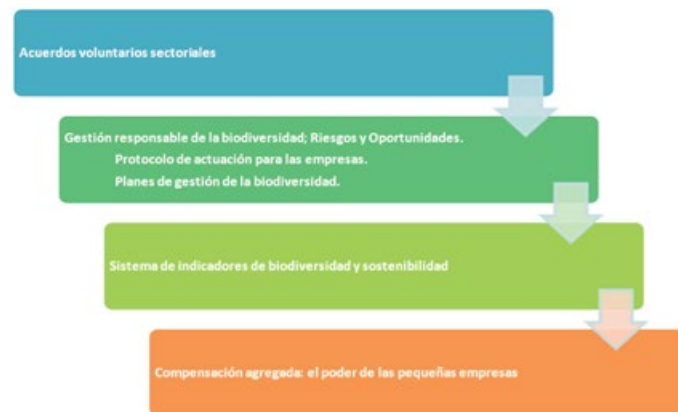 Acuerdos voluntarios sectoriales
Gestión responsable de la biodiversidad; Riesgos y Oportunidades.
Protocolo de actuación para las empresas.
Planes de gestión de la biodiversidad.
Sistema de indicadores de biodiversidad y sostenibilidad
Compensación agregada: el poder de las pequeñas empresas